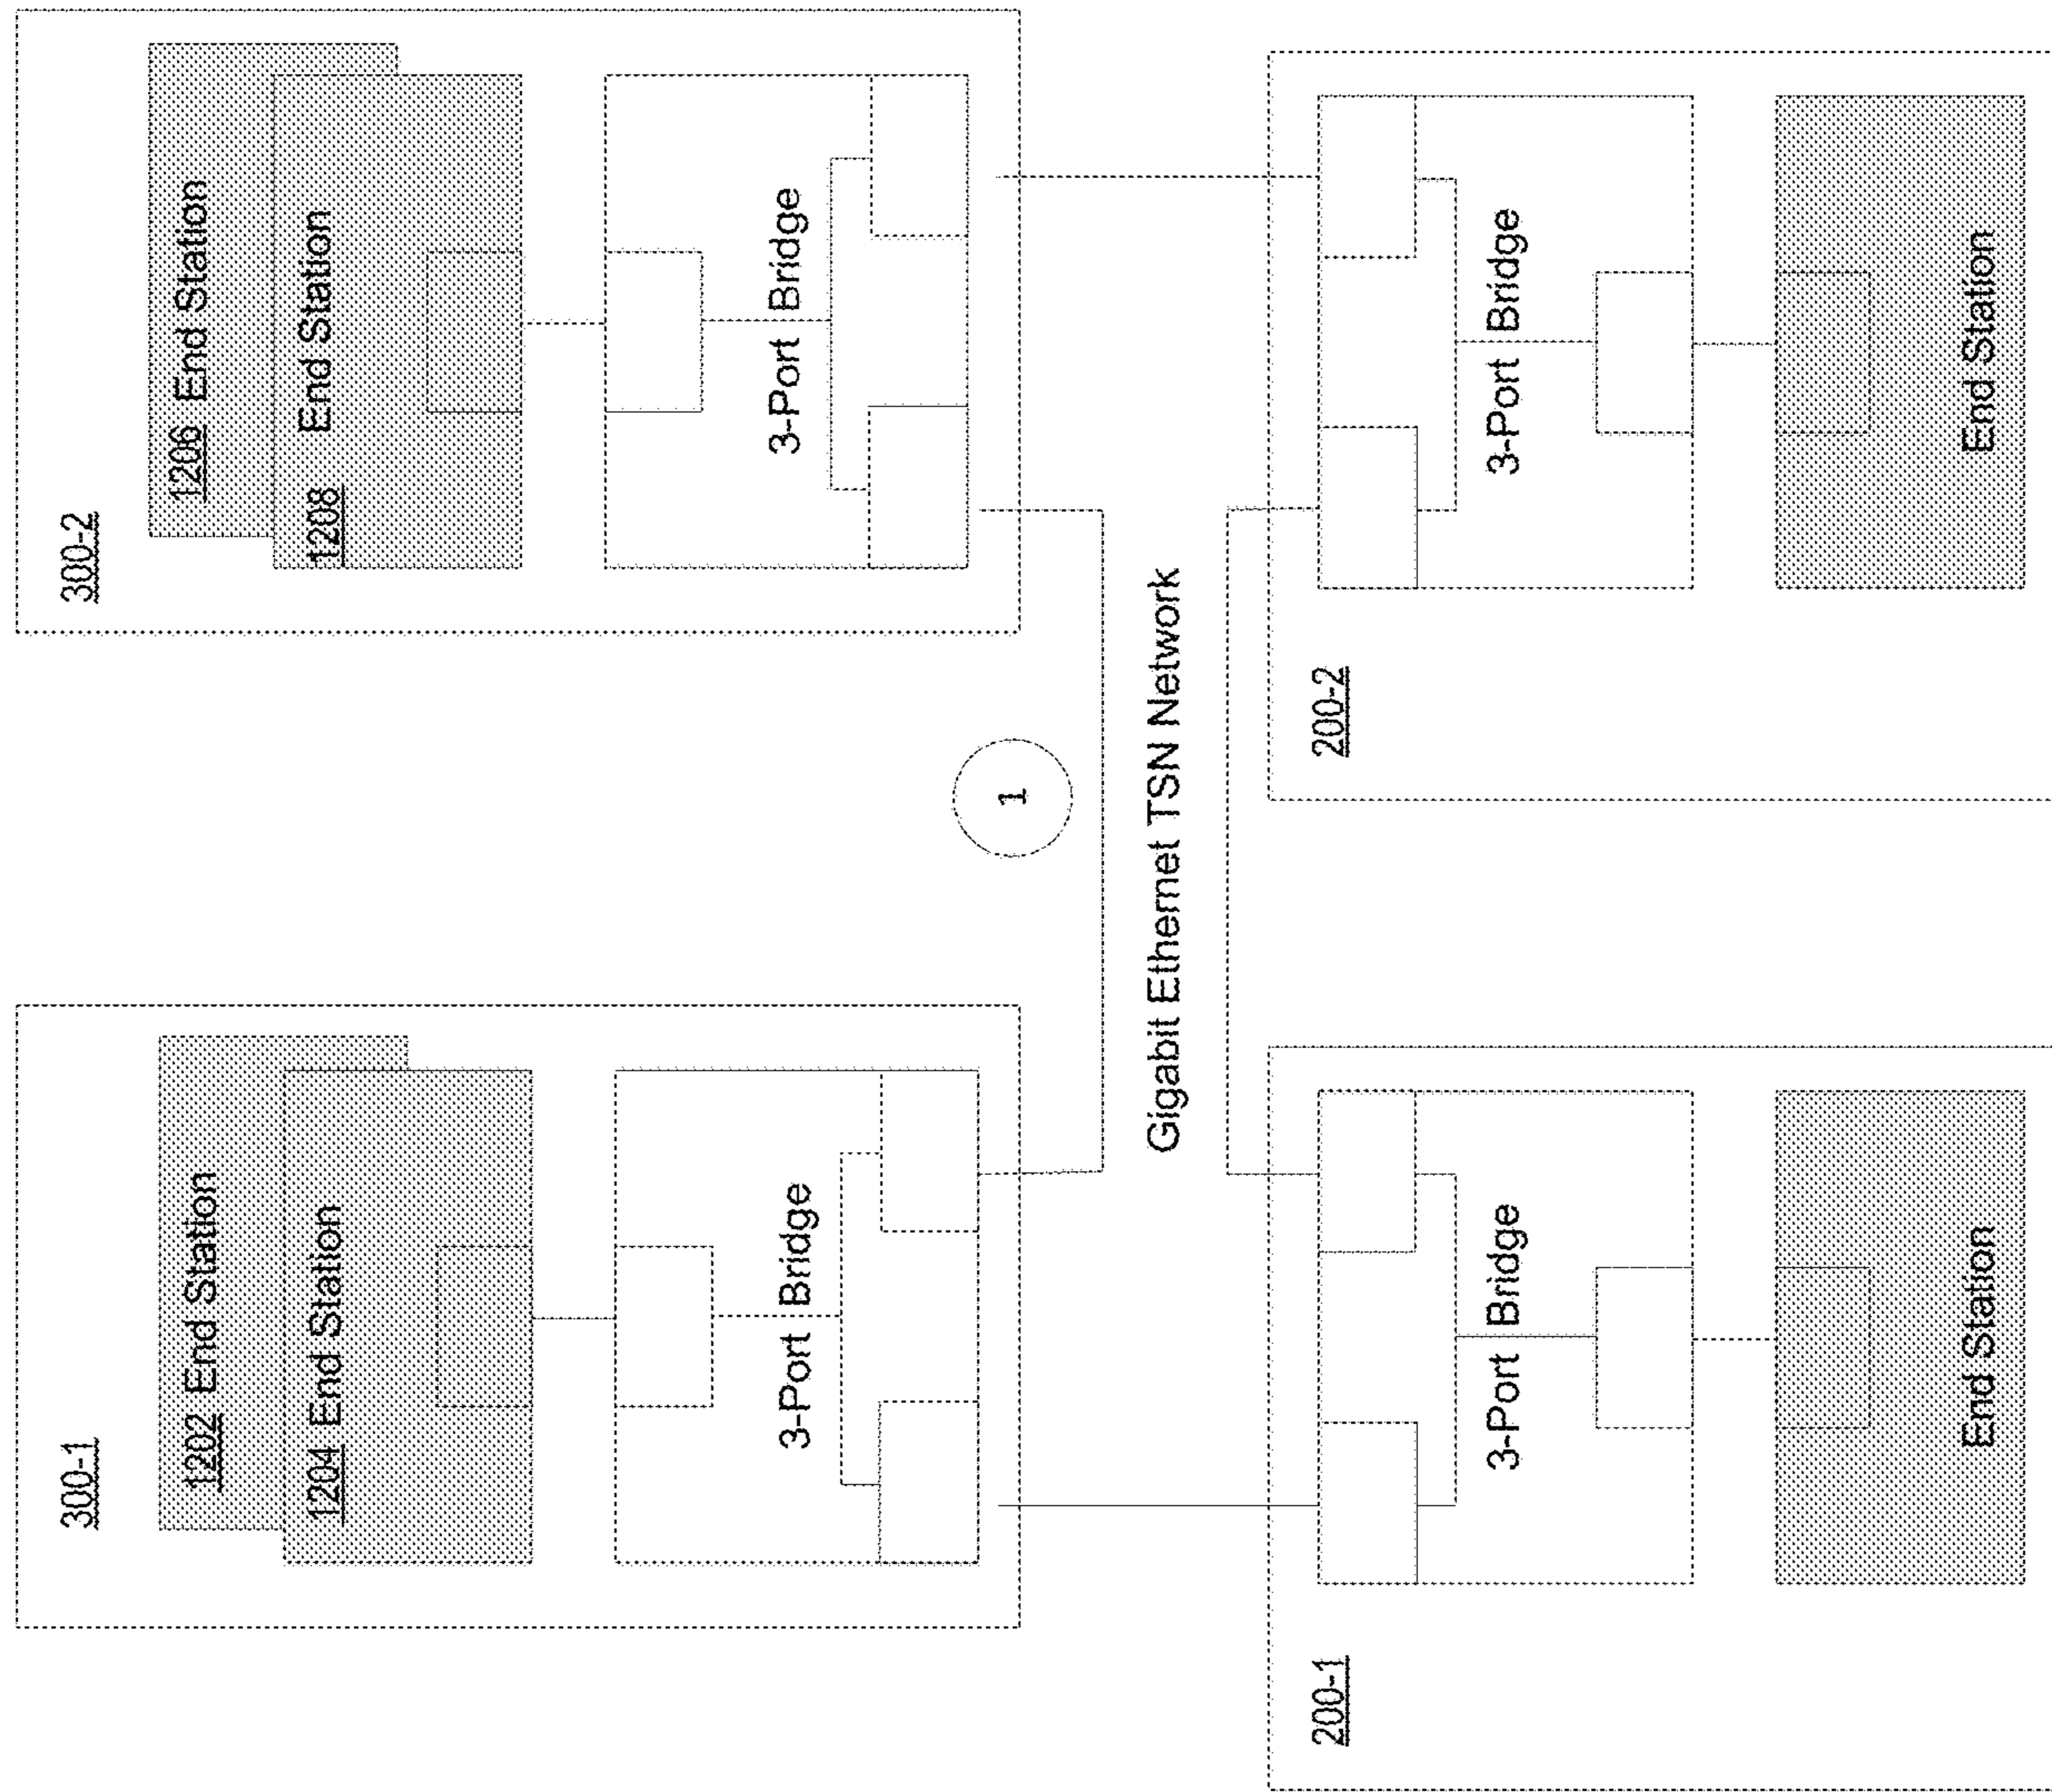 300-1
1202 End Station
1204 End Station
3-Port Bridge
300-2
1206 End Station
1208 End Station
3-Port Bridge
1
Gigabit Ethernet TSN Network
200-1
3-Port Bridge
End Station
200-2
3-Port Bridge
End Station